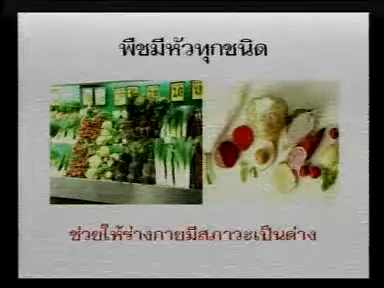 พืชมีหัวทุกชนิด
ช่วยให้ร่างกายมีสภาวะเป็นด่าง